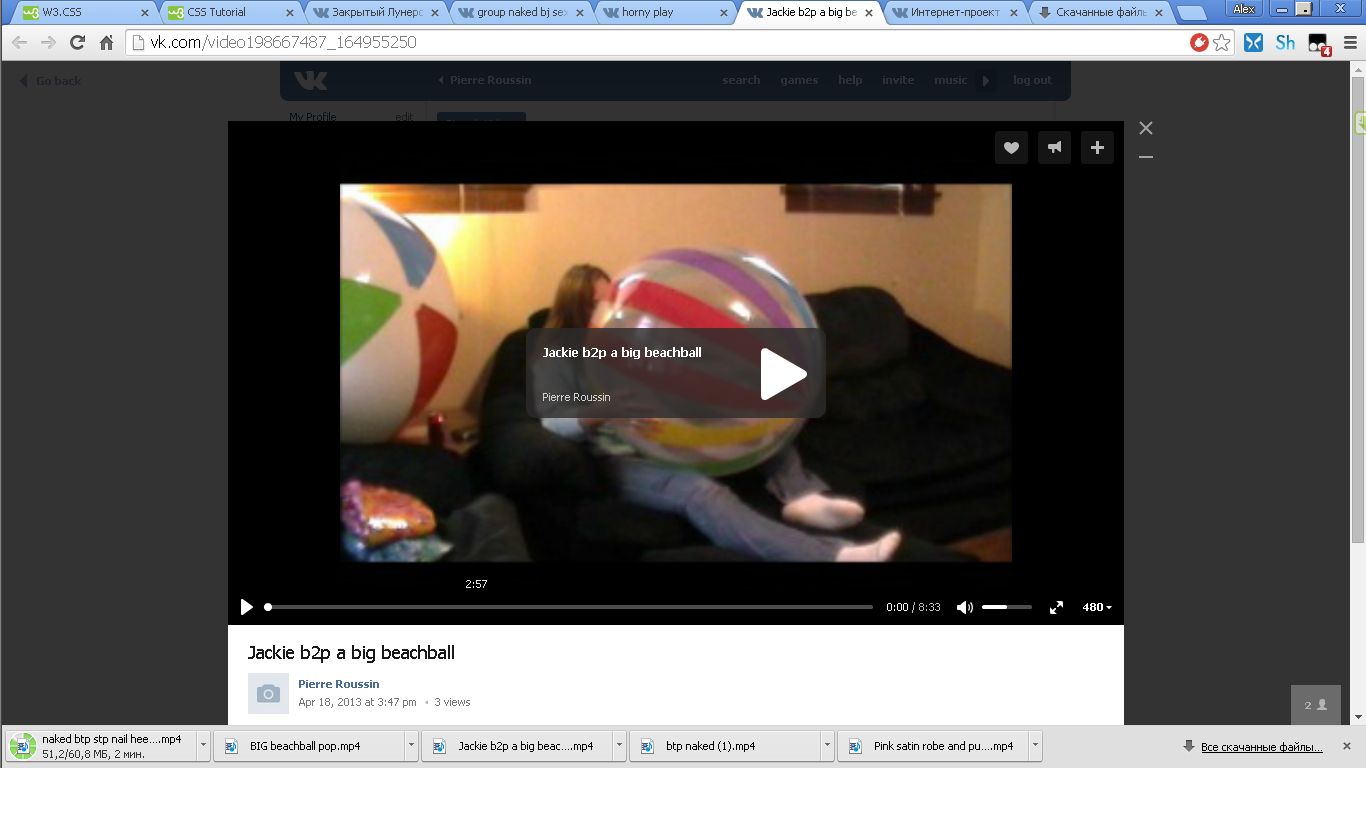 W3.CSS
CSS Tutorial
Закрытый Лунер
group naked bj se
horny play
Jackie b2p a big be
Интернет-проект
Скачанные файль
Alex
vk.com/video198667487_164955250
Sh
4
Go back
Pierre Roussin
search
games
help
invite
music
log out
My Profile
edit
Jackie b2p a big beachball
Pierre Roussin
2:57
0:00 / 8:33
480
Jackie b2p a big beachball
Pierre Roussin
Apr 18, 2013 at 3:47 pm • 3 views
2
naked btp stp nail hee....mp4
51,2/60,8 МБ, 2 мин.
BIG beachball pop.mp4
Jackie b2p a big beac....mp4
btp naked (1).mp4
Pink satin robe and pu....mp4
Все скачанные файлы...